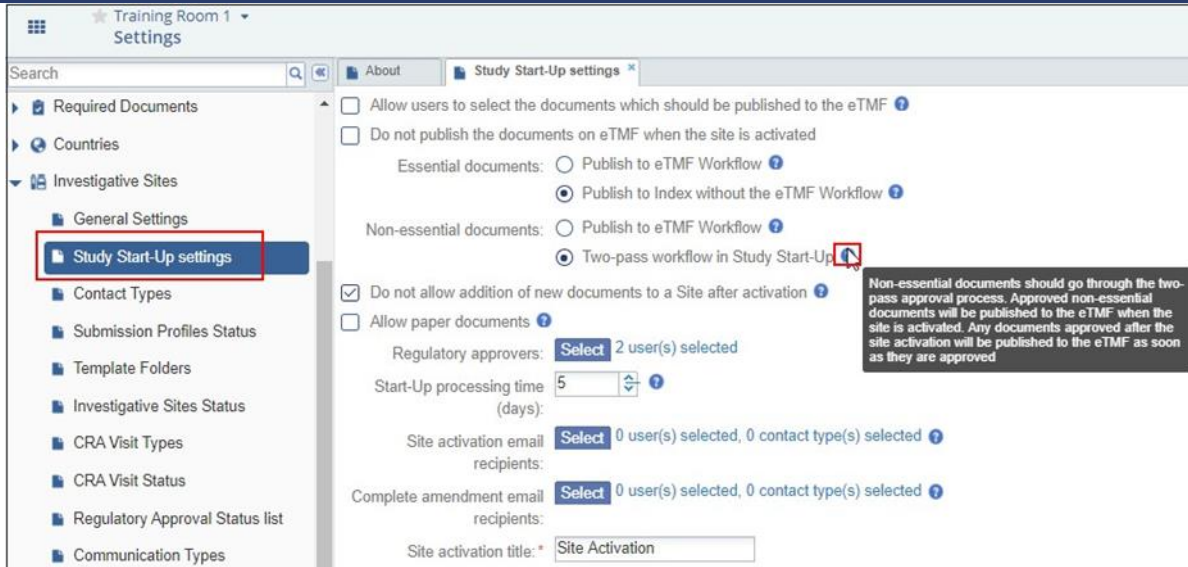 Training Room 1
Settings
Search
About
Study Start-Up settings
Required Documents
Countries
Investigative Sites
General Settings
Study Start-Up settings
Contact Types
Submission Profiles Status
Template Folders
Investigative Sites Status
CRA Visit Types
CRA Visit Status
Regulatory Approval Status list
Communication Types
Allow users to select the documents which should be published to the eTMF
Do not publish the documents on eTMF when the site is activated
Essential documents: Publish to eTMF Workflow
Publish to Index without the eTMF Workflow
Non-essential documents: Publish to eTMF Workflow
Two-pass workflow in Study Start-Up
Non-essential documents should go through the two-
pass approval process. Approved non-essential
documents will be published to the eTMF when the
site is activated. Any documents approved after the
site activation will be published to the eTMF as soon
as they are approved
Do not allow addition of new documents to a Site after activation
Allow paper documents
Regulatory approvers: Select 2 user(s) selected
Start-Up processing time 5
(days):
Site activation email Select 0 user(s) selected, 0 contact type(s) selected
recipients:
Complete amendment email Select 0 user(s) selected, 0 contact type(s) selected
recipients:
Site activation title:* Site Activation